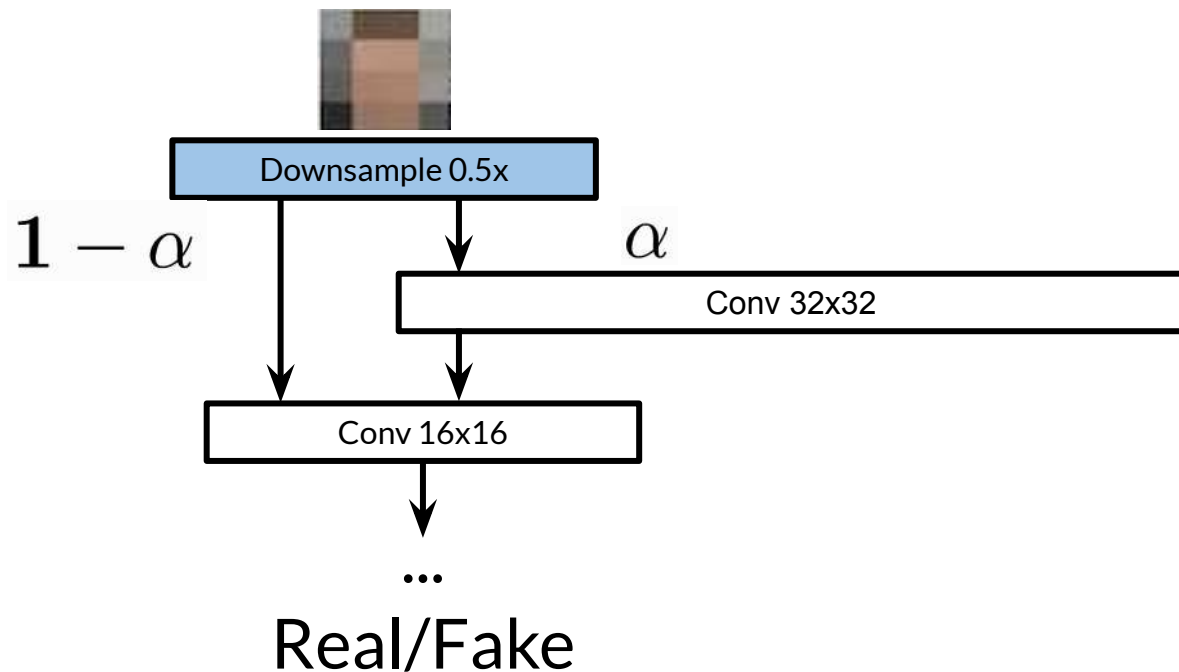 Downsample 0.5x
1 − α
α
Conv 32x32
Conv 16x16
...
Real/Fake